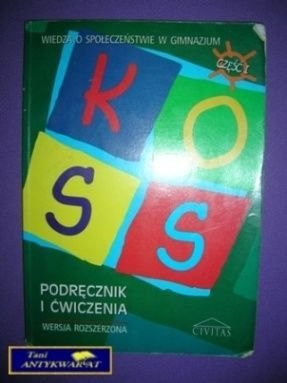 WIEDZA O SPOŁECZEŃSTWIE W GIMNAZJUM
CZĘŚĆ I
K O
S S
PODRĘCZNIK
I ĆWICZENIA
WERSJA ROZSZERZONA
CIVITAS
Tani
ANTYKWARIAT